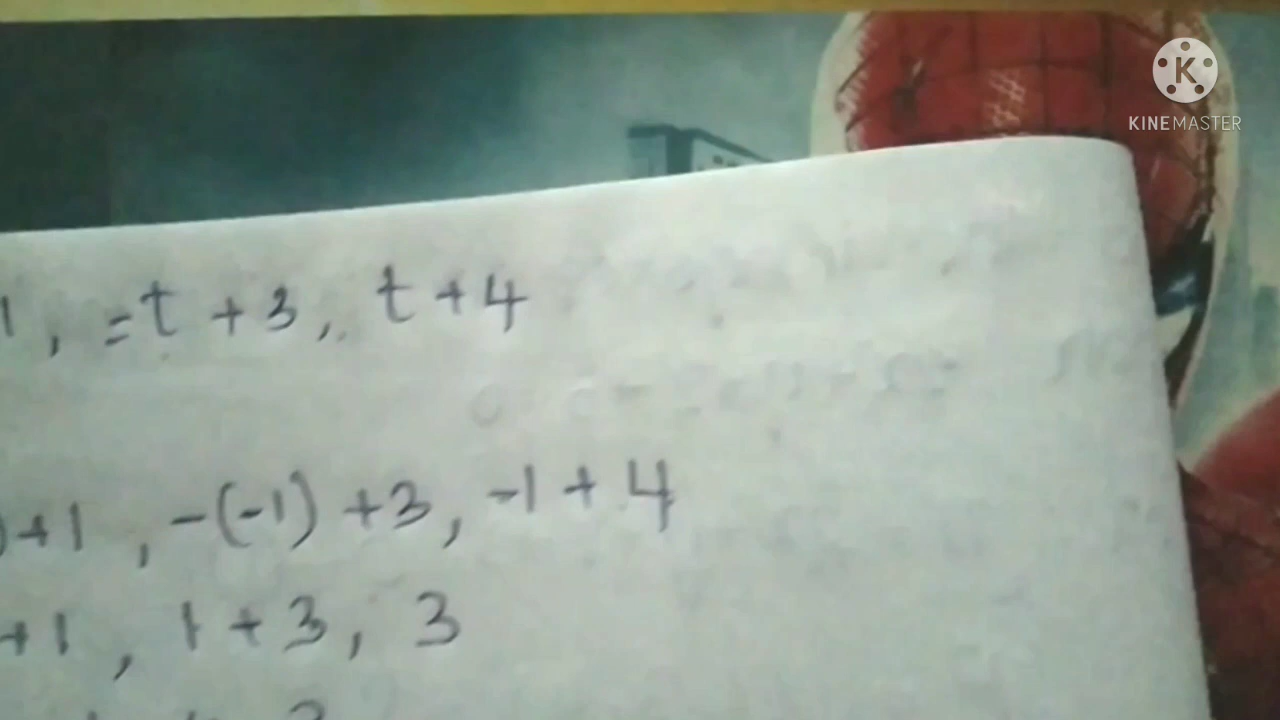 KINEMASTER
1, =t +3, t+4
)+1, -(-1) +3, -1 + 4
+1, 1+3, 3